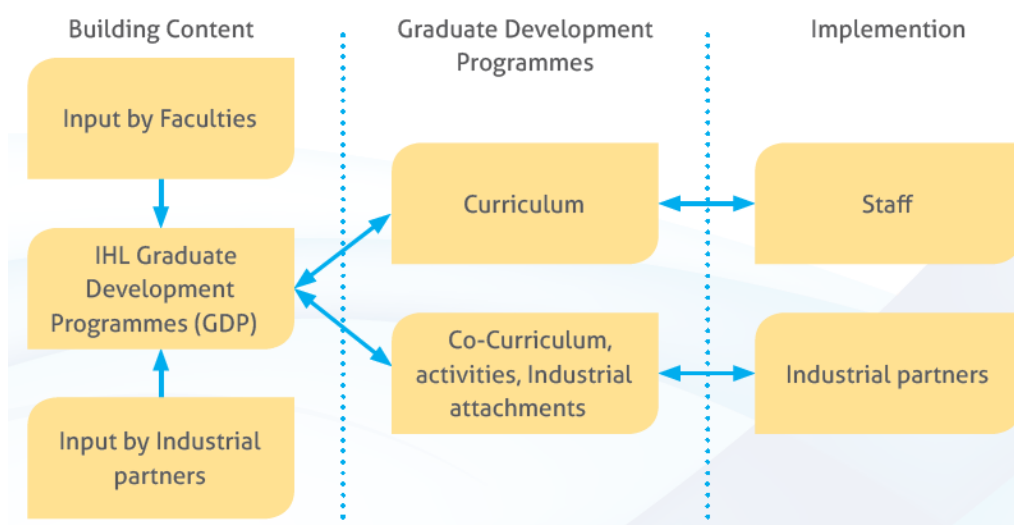 Building Content
Graduate Development
Programmes
Implemention
Input by Faculties
IHL Graduate
Development
Programmes (GDP)
Input by Industrial
partners
Curriculum
Co-Curriculum,
activities, Industrial
attachments
Staff
Industrial partners